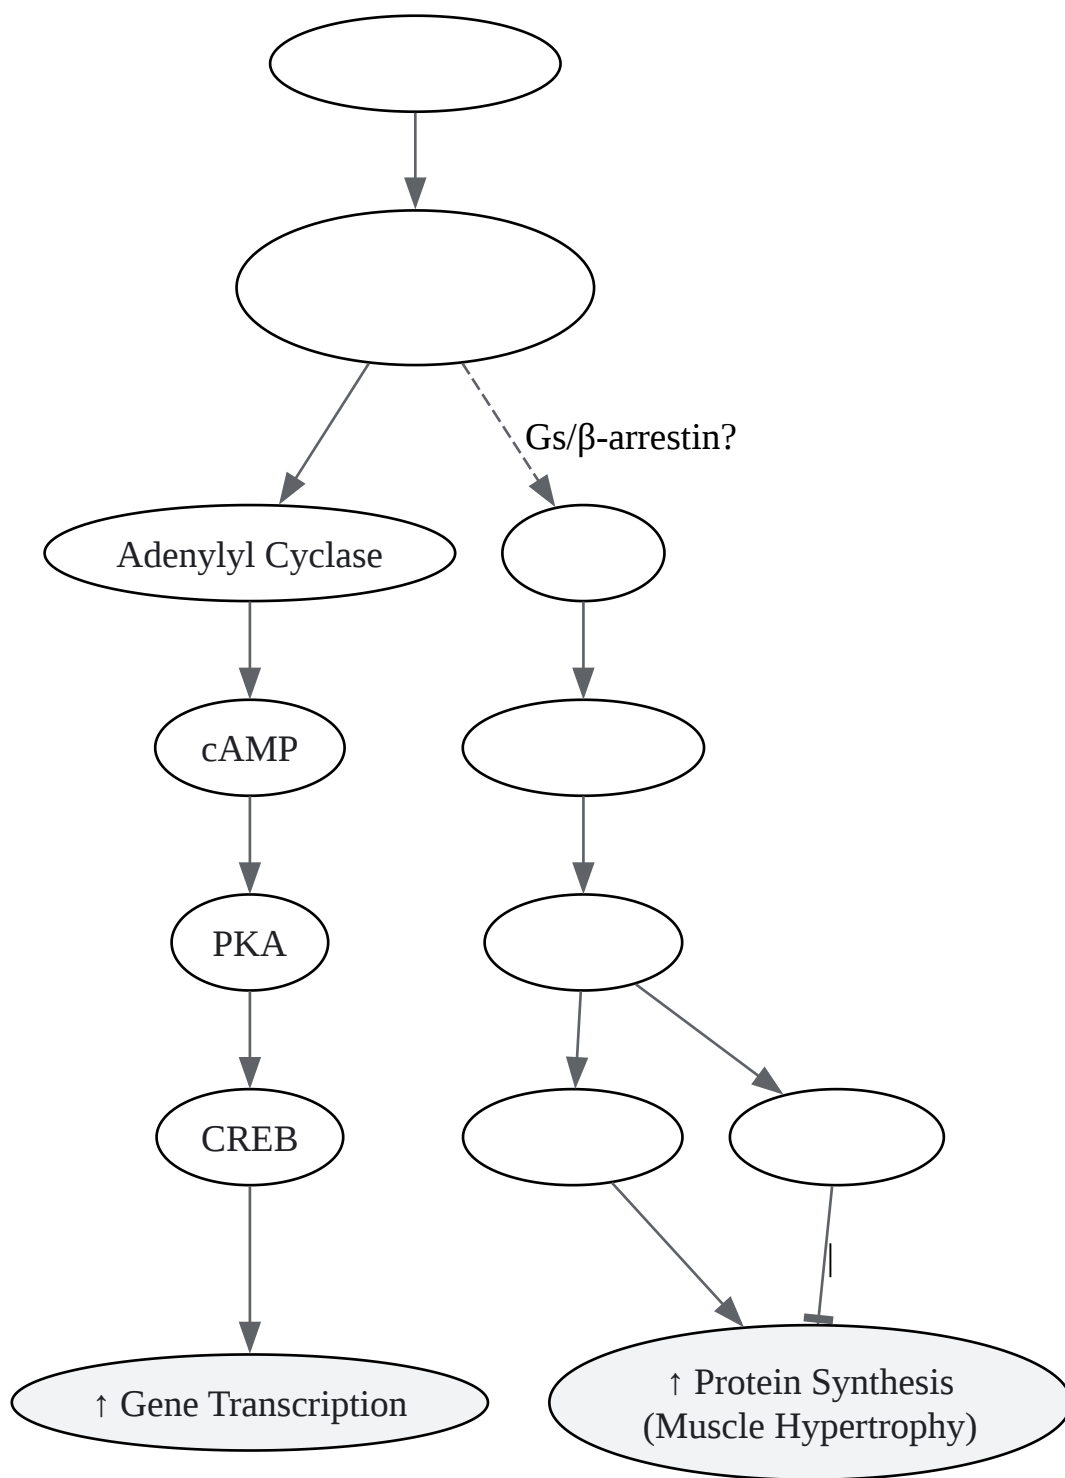 Gs/β-arrestin?
Adenylyl Cyclase
cAMP
PKA
CREB
|
↑ Gene Transcription
↑ Protein Synthesis
(Muscle Hypertrophy)